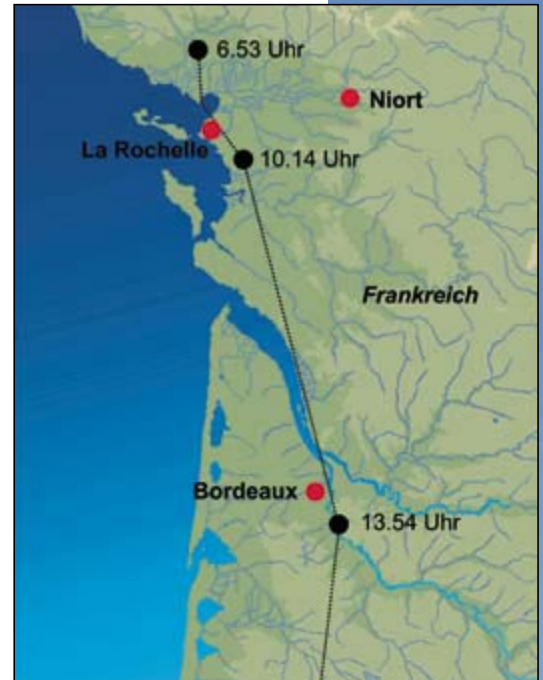 6.53 Uhr
Niort
La Rochelle
10.14 Uhr
Frankreich
Bordeaux
13.54 Uhr